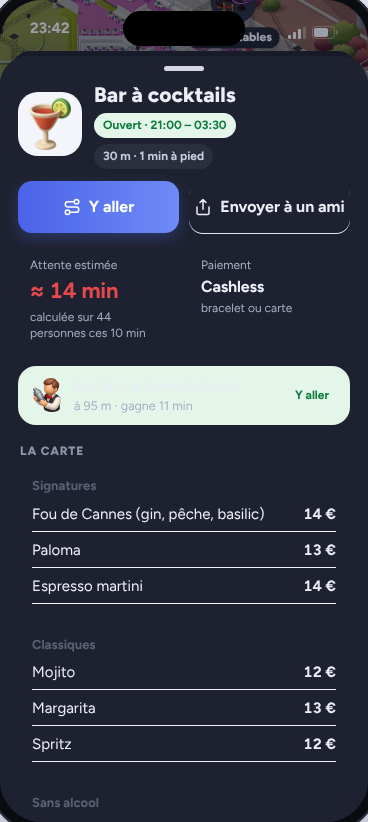 23:42
ables
Bar à cocktails
Ouvert · 21:00 – 03:30
30 m · 1 min à pied
Y aller
Envoyer à un ami
Attente estimée
≈ 14 min
calculée sur 44
personnes ces 10 min
Paiement
Cashless
bracelet ou carte
à 95 m · gagne 11 min
Y aller
LA CARTE
Signatures
Fou de Cannes (gin, pêche, basilic) 14 €
Paloma 13 €
Espresso martini 14 €
Classiques
Mojito 12 €
Margarita 13 €
Spritz 12 €
Sans alcool